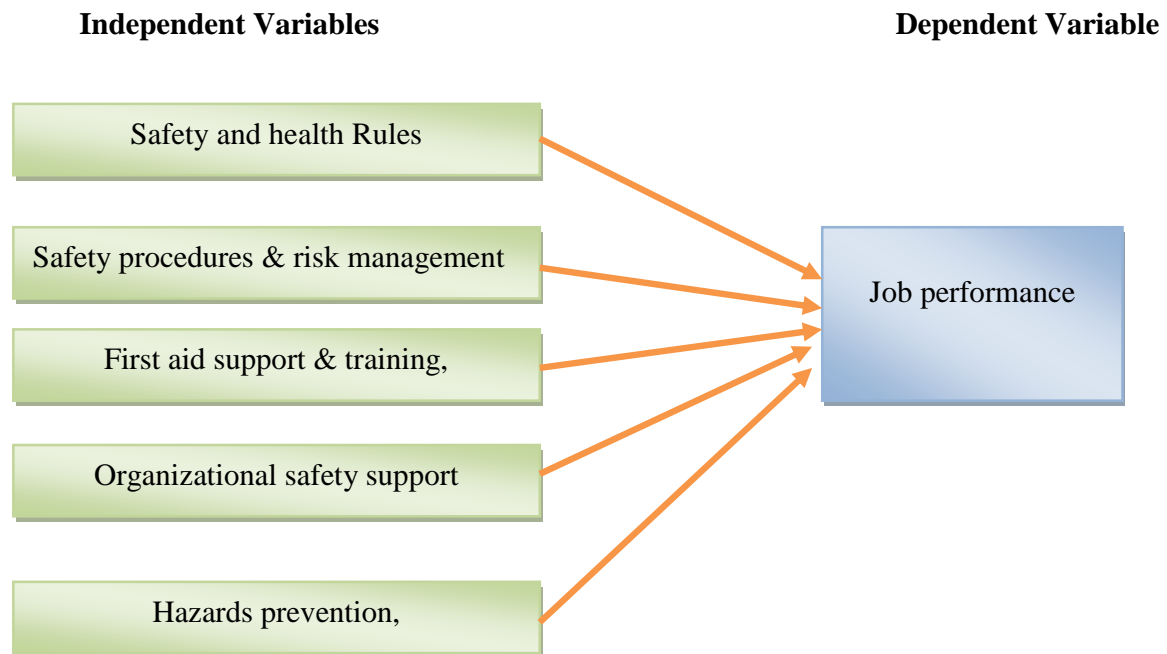 Independent Variables
Dependent Variable
Safety and health Rules
Safety procedures & risk management
Job performance
First aid support & training,
Organizational safety support
Hazards prevention,